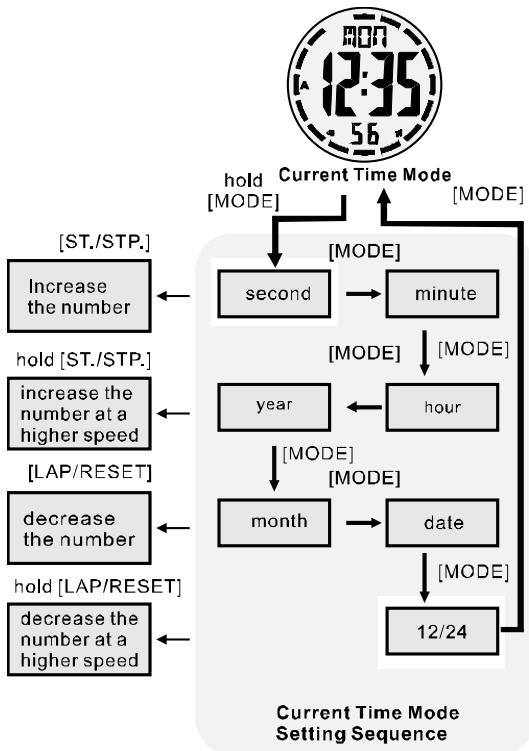 MON
A
12:35
56
Current Time Mode
hold
[MODE]
[MODE]
[ST./STP.]
Increase
the number
second
[MODE]
minute
hold [ST./STP.]
increase the
number at a
higher speed
year
[MODE]
[MODE]
hour
[LAP/RESET]
decrease
the number
[MODE]
month
[MODE]
date
hold [LAP/RESET]
decrease the
number at a
higher speed
[MODE]
12/24
Current Time Mode
Setting Sequence